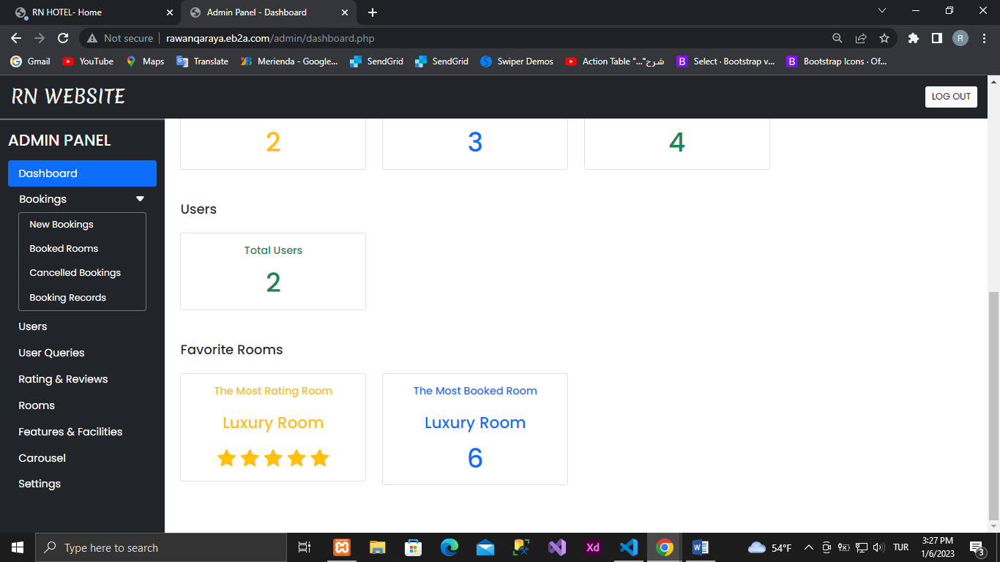 RN HOTEL- Home
Admin Panel - Dashboard
Not secure
rawanqaraya.eb2a.com/admin/dashboard.php
R
Gmail
YouTube
Maps
Translate
Merienda - Google...
SendGrid
SendGrid
Swiper Demos
Action Table "..."شرح
B
Select · Bootstrap v...
B
Bootstrap Icons · Of...
RN WEBSITE
LOG OUT
ADMIN PANEL
Dashboard
Bookings
New Bookings
Booked Rooms
Cancelled Bookings
Booking Records
Users
User Queries
Rating & Reviews
Rooms
Features & Facilities
Carousel
Settings
2
3
4
Users
Total Users
2
Favorite Rooms
The Most Rating Room
Luxury Room
The Most Booked Room
Luxury Room
6
Type here to search
Xd
54°F
TUR
3:27 PM
1/6/2023
3